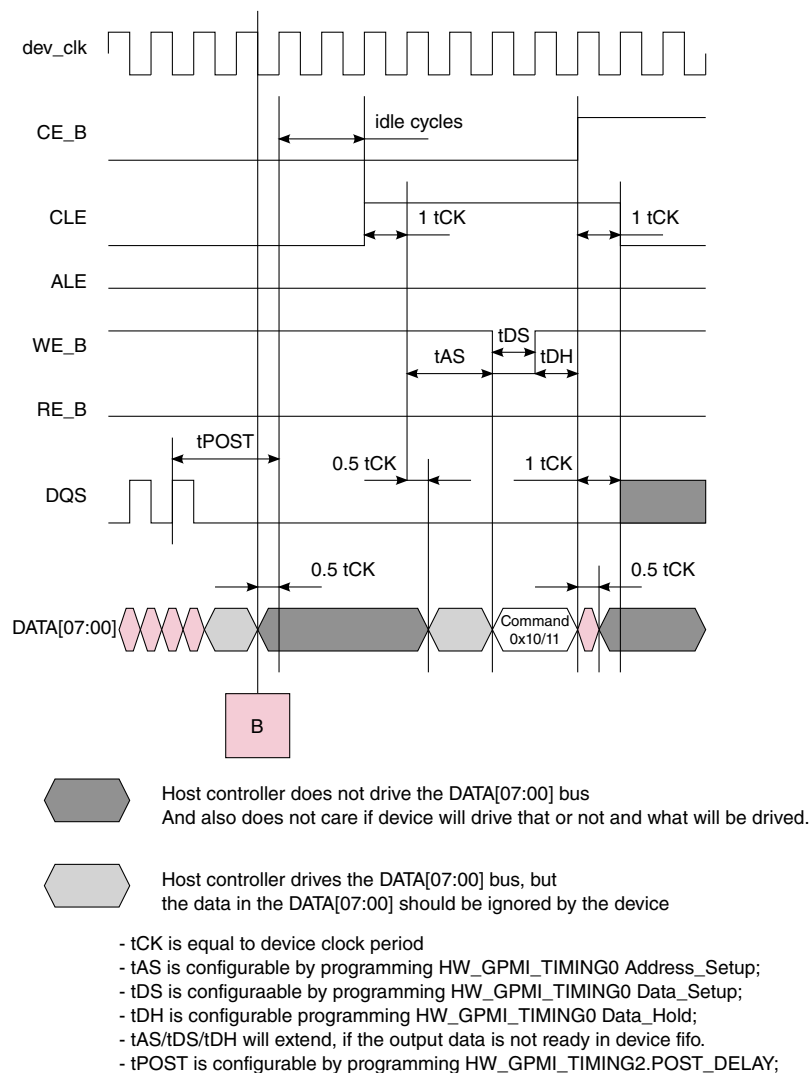 dev_clk
CE_B
idle cycles
CLE
1 tCK
1 tCK
ALE
WE_B
tDS
tAS
tDH
RE_B
tPOST
0.5 tCK
1 tCK
DQS
0.5 tCK
0.5 tCK
DATA[07:00]
Command
0x10/11
B
Host controller does not drive the DATA[07:00] bus
And also does not care if device will drive that or not and what will be drived.
Host controller drives the DATA[07:00] bus, but
the data in the DATA[07:00] should be ignored by the device
- tCK is equal to device clock period
- tAS is configurable by programming HW_GPMI_TIMING0 Address_Setup;
- tDS is configuraable by programming HW_GPMI_TIMING0 Data_Setup;
- tDH is configurable programming HW_GPMI_TIMING0 Data_Hold;
- tAS/tDS/tDH will extend, if the output data is not ready in device fifo.
- tPOST is configurable by programming HW_GPMI_TIMING2.POST_DELAY;